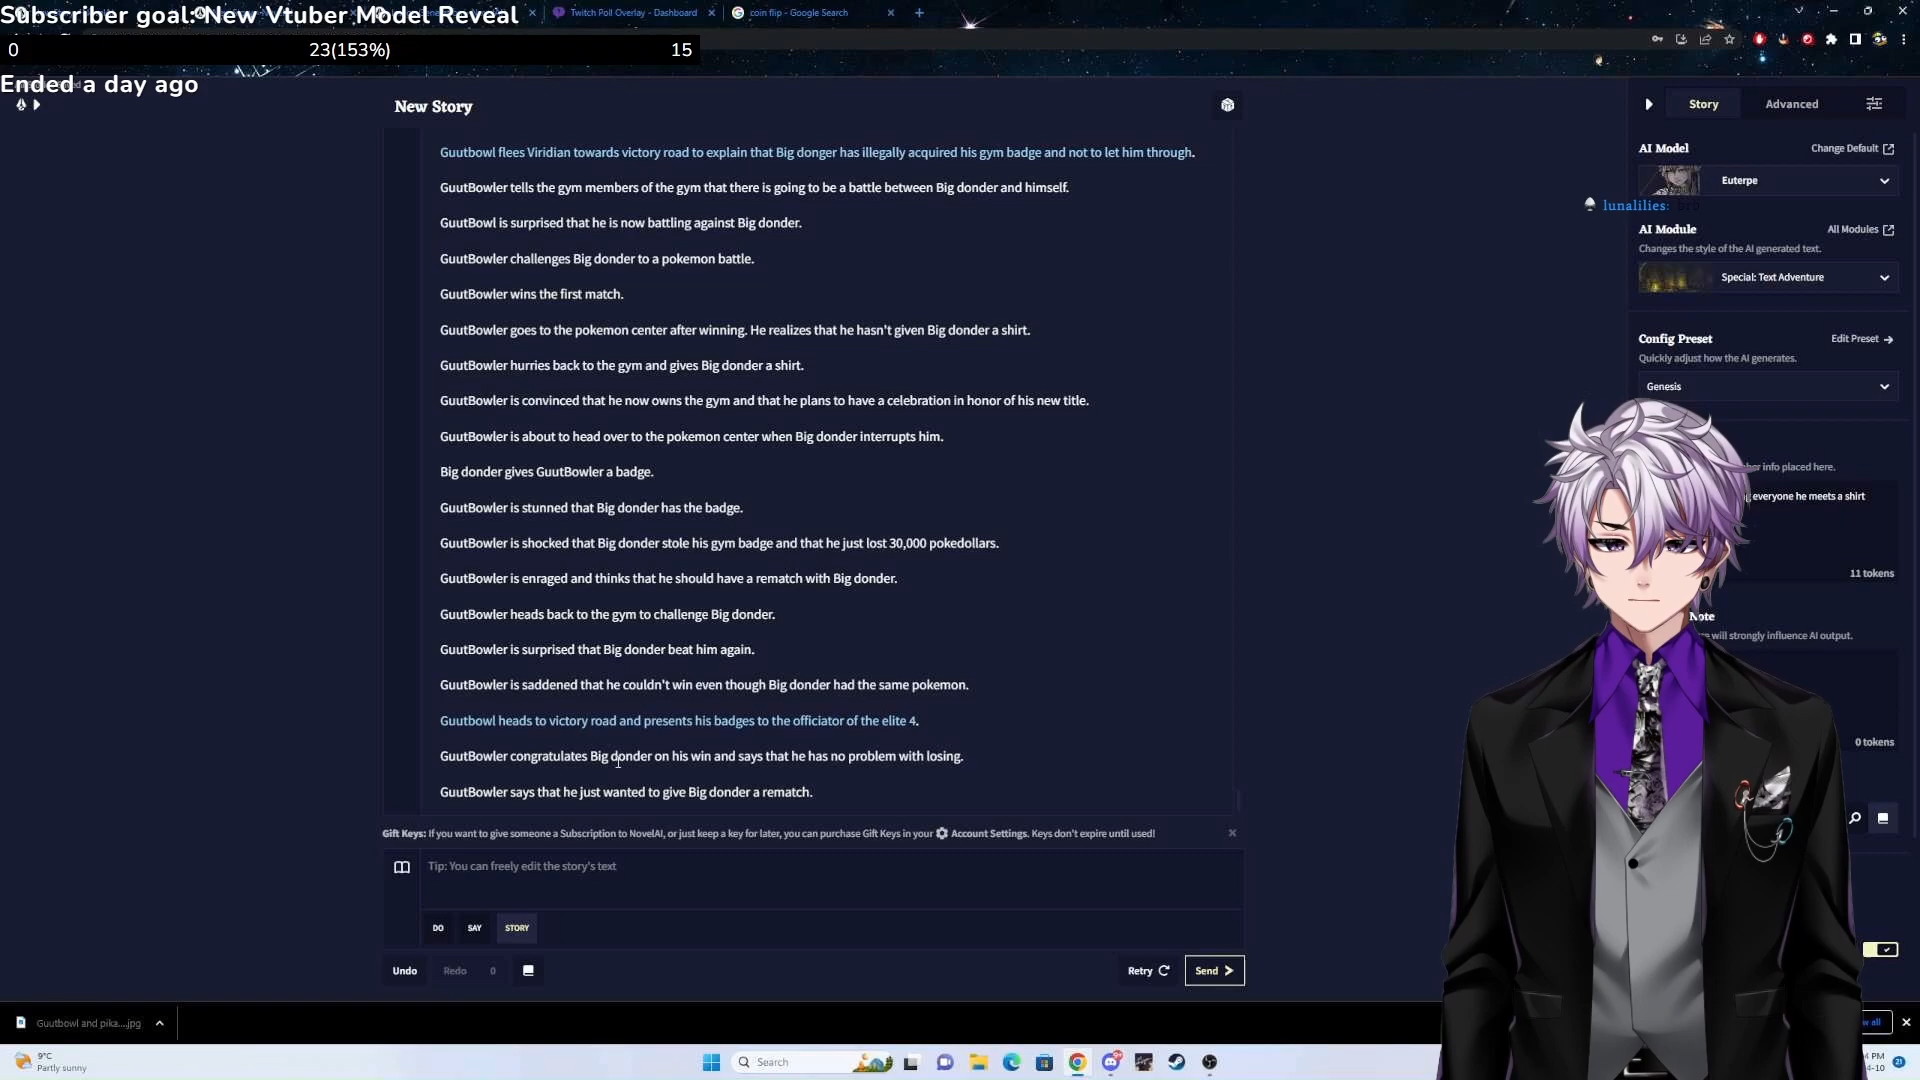 Subscriber goal: New Vtuber Model Reveal
0 23(153%) 15
Ended a day ago
Twitch Poll Overlay - Dashboard
coin flip - Google Search
New Story
Guutbowl flees Viridian towards victory road to explain that Big donger has illegally acquired his gym badge and not to let him through.
GuutBowler tells the gym members of the gym that there is going to be a battle between Big donder and himself.
GuutBowl is surprised that he is now battling against Big donder.
GuutBowler challenges Big donder to a pokemon battle.
GuutBowler wins the first match.
GuutBowler goes to the pokemon center after winning. He realizes that he hasn't given Big donder a shirt.
GuutBowler hurries back to the gym and gives Big donder a shirt.
GuutBowler is convinced that he now owns the gym and that he plans to have a celebration in honor of his new title.
GuutBowler is about to head over to the pokemon center when Big donder interrupts him.
Big donder gives GuutBowler a badge.
GuutBowler is stunned that Big donder has the badge.
GuutBowler is shocked that Big donder stole his gym badge and that he just lost 30,000 pokedollars.
GuutBowler is enraged and thinks that he should have a rematch with Big donder.
GuutBowler heads back to the gym to challenge Big donder.
GuutBowler is surprised that Big donder beat him again.
GuutBowler is saddened that he couldn't win even though Big donder had the same pokemon.
Guutbowl heads to victory road and presents his badges to the officiator of the elite 4.
GuutBowler congratulates Big donder on his win and says that he has no problem with losing.
GuutBowler says that he just wanted to give Big donder a rematch.
Gift Keys: If you want to give someone a Subscription to NovelAI, or just keep a key for later, you can purchase Gift Keys in your Account Settings. Keys don't expire until used!
Tip: You can freely edit the story's text
DO SAY STORY
Undo Redo 0
Retry Send
Story Advanced
AI Model Change Default
Euterpe
lunalilies: bro
AI Module All Modules
Changes the style of the AI generated text.
Special: Text Adventure
Config Preset Edit Preset
Quickly adjust how the AI generates.
Genesis
info placed here.
everyone he meets a shirt
11 tokens
Note
will strongly influence AI output.
0 tokens
Guutbowl and pika....jpg
all
9°C
Partly sunny
Search
PM
21